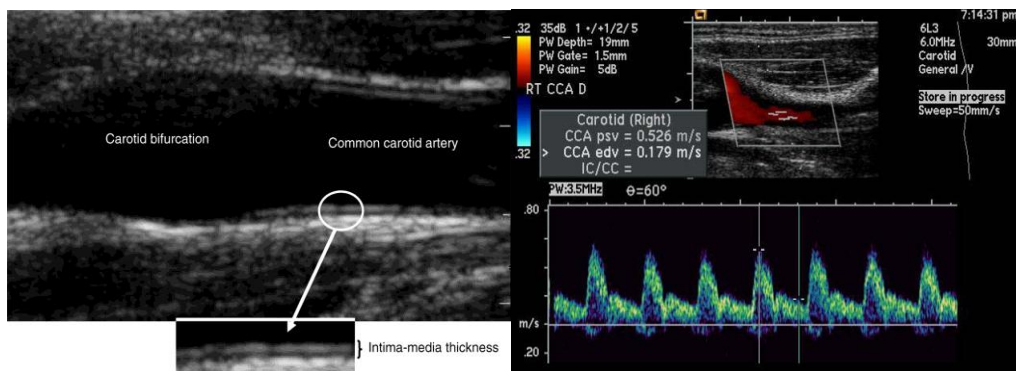 Carotid bifurcation
Common carotid artery
} Intima-media thickness
7:14:31 pm
.32
35dB 1 •/+1/2/5
PW Depth= 19mm
PW Gate= 1.5mm
PW Gain= 5dB
RT CCA D
.32
Carotid (Right)
CCA psv = 0.526 m/s
> CCA edv = 0.179 m/s
IC/CC =
6L3
6.0MHz 30mm
Carotid
General /V
Store in progress
Sweep=50mm/s
PW:3.5MHz θ=60°
.80
m/s
.20